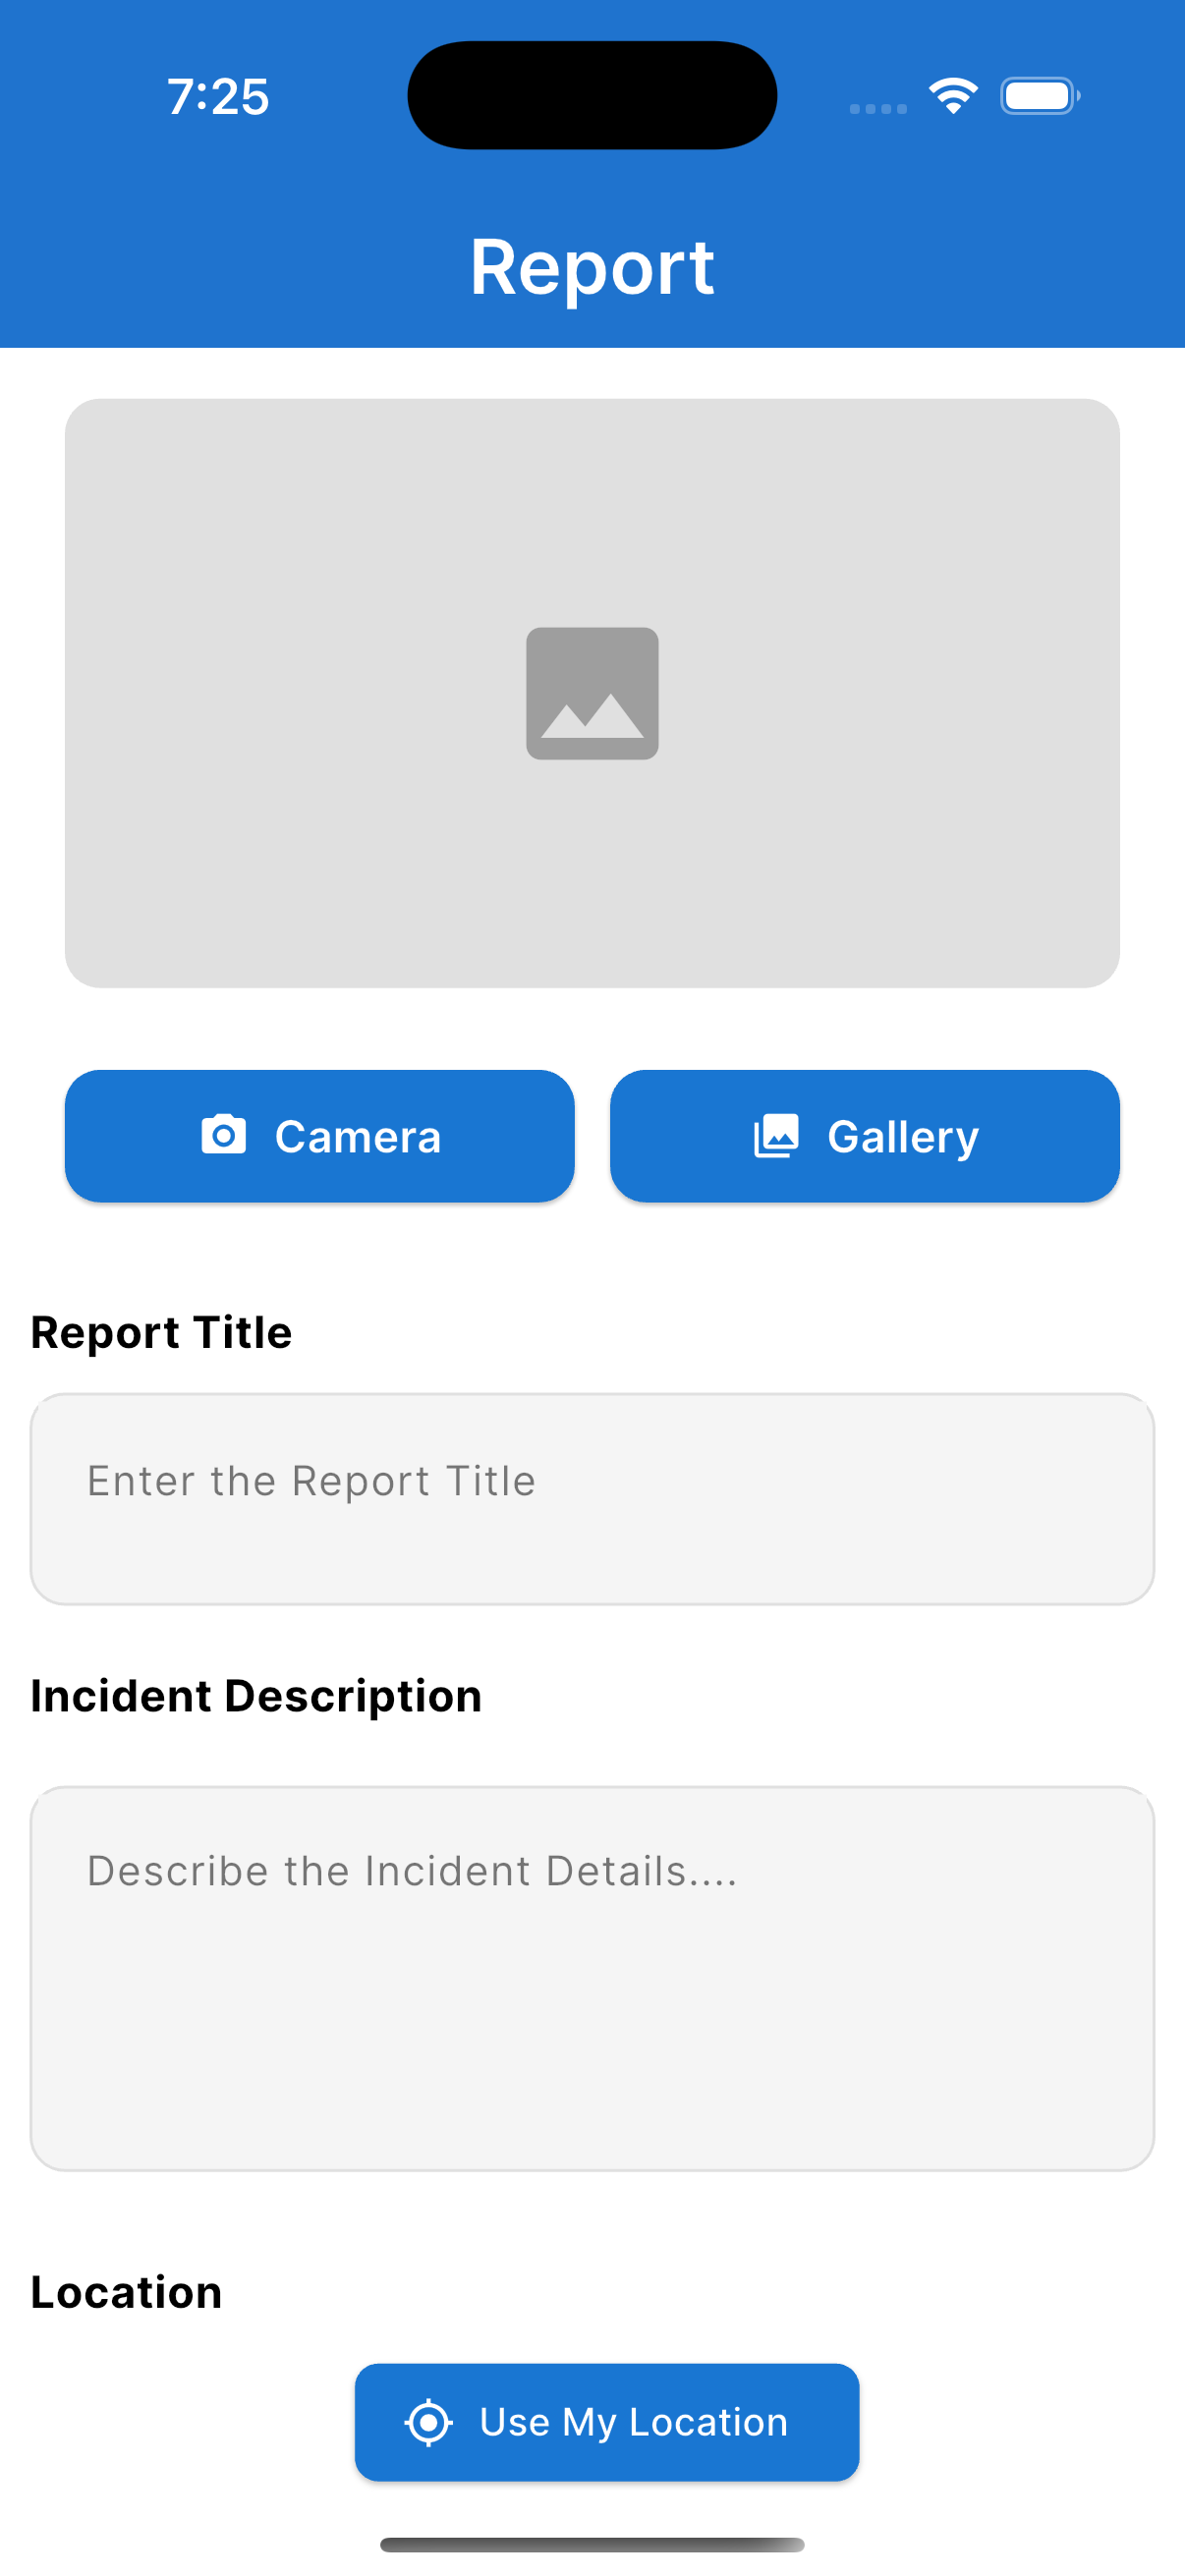 7:25
Report
Camera
Gallery
Report Title
Enter the Report Title
Incident Description
Describe the Incident Details....
Location
Use My Location